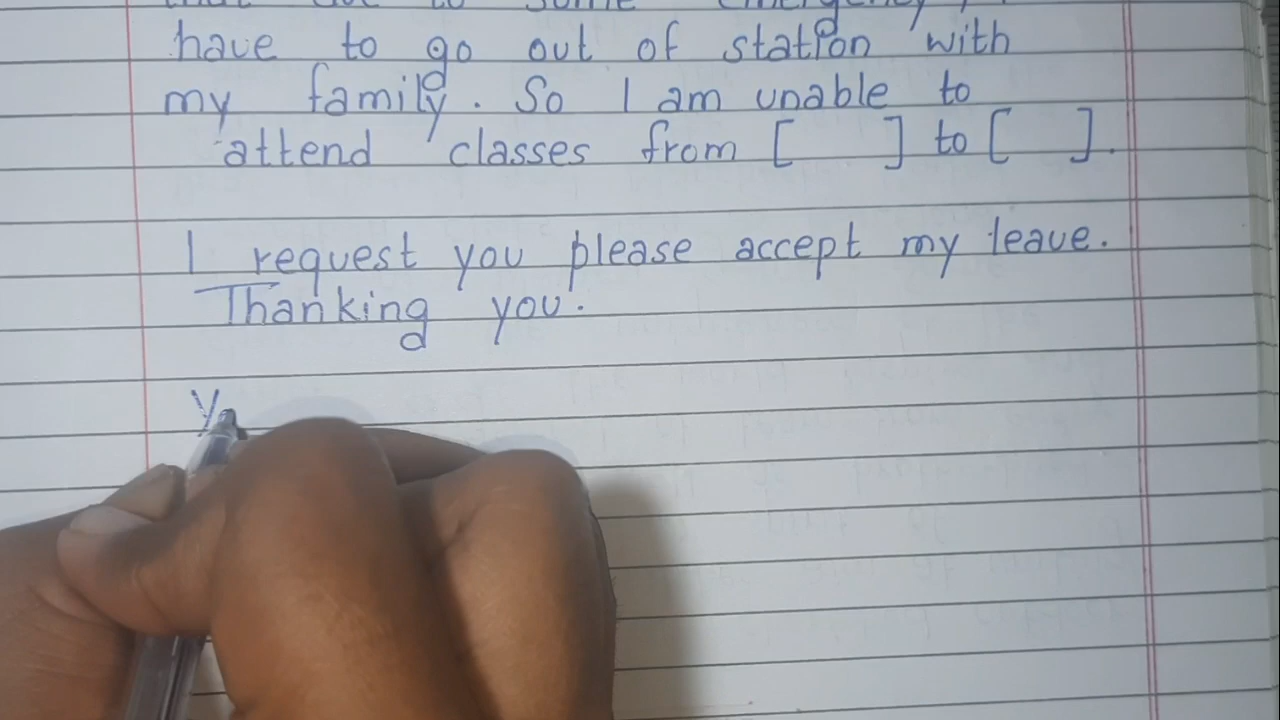 have to go out of station with
my family. So I am unable to
attend classes from [ ] to [ ].
I request you please accept my leave.
Thanking you.
Yo